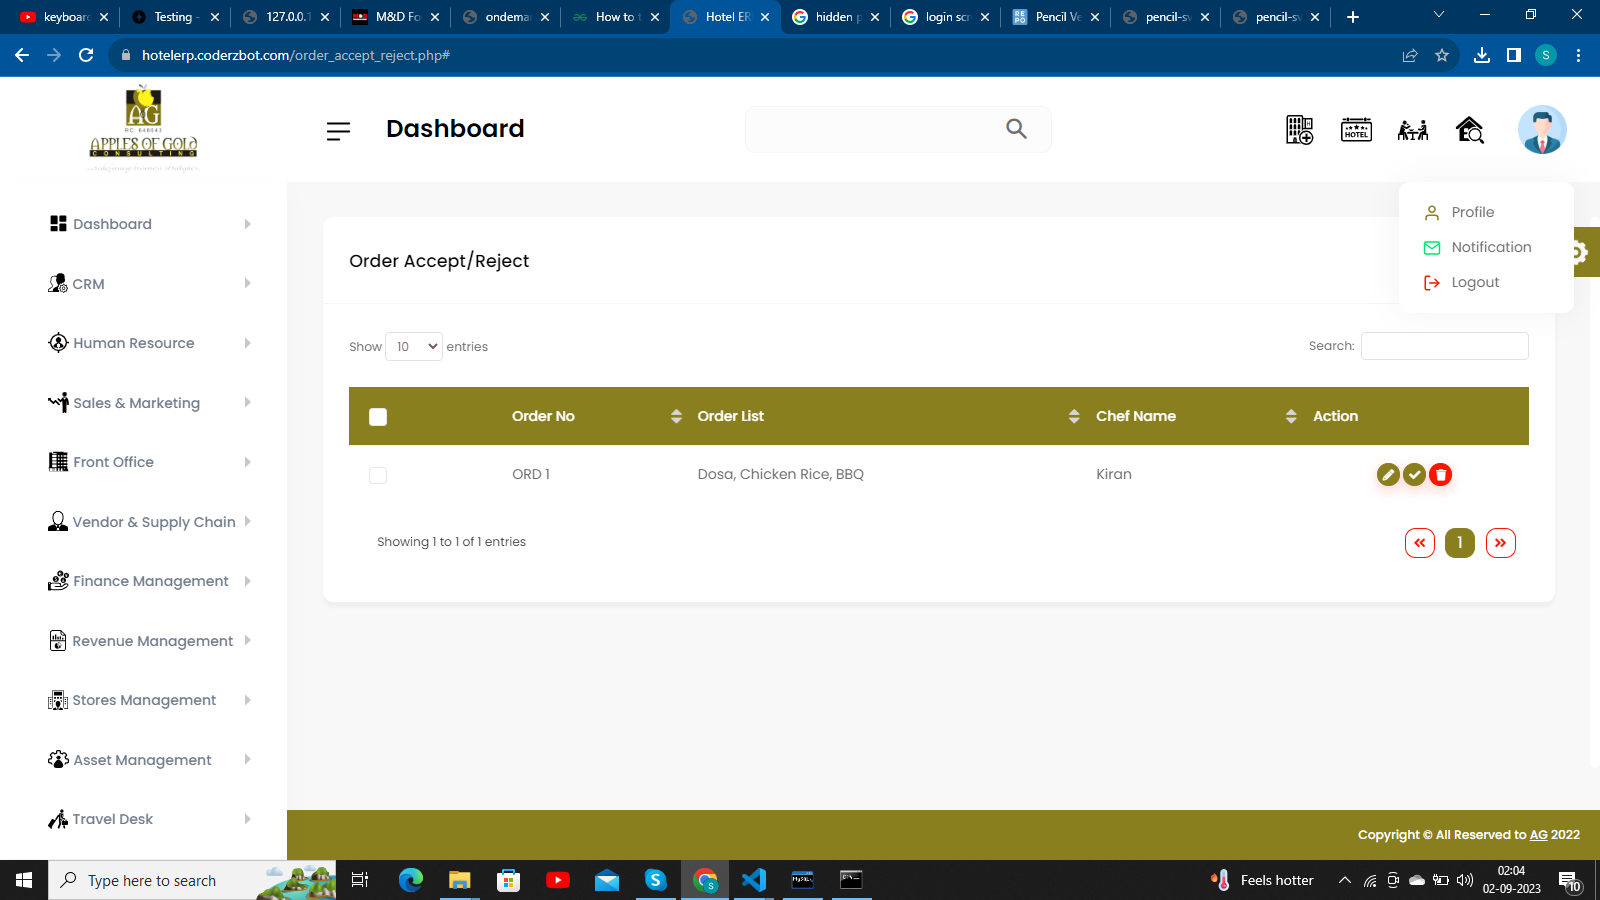 keyboard
Testing -
127.0.0.1
M&D Fo
ondema
How to t
Hotel ER
hidden p
login scr
Pencil Ve
pencil-sv
pencil-sv
hotelerp.coderzbot.com/order_accept_reject.php#
S
A&G
RC: 646043
APPLES OF GOLD
CONSULTING
Dashboard
HOTEL
Profile
Notification
Logout
Dashboard
CRM
Human Resource
Sales & Marketing
Front Office
Vendor & Supply Chain
Finance Management
Revenue Management
Stores Management
Asset Management
Travel Desk
Order Accept/Reject
Show 10 entries
Search:
Order No Order List Chef Name Action
ORD 1 Dosa, Chicken Rice, BBQ Kiran
Showing 1 to 1 of 1 entries
« 1 »
Copyright © All Reserved to AG 2022
Type here to search
Feels hotter
02:04
02-09-2023
10